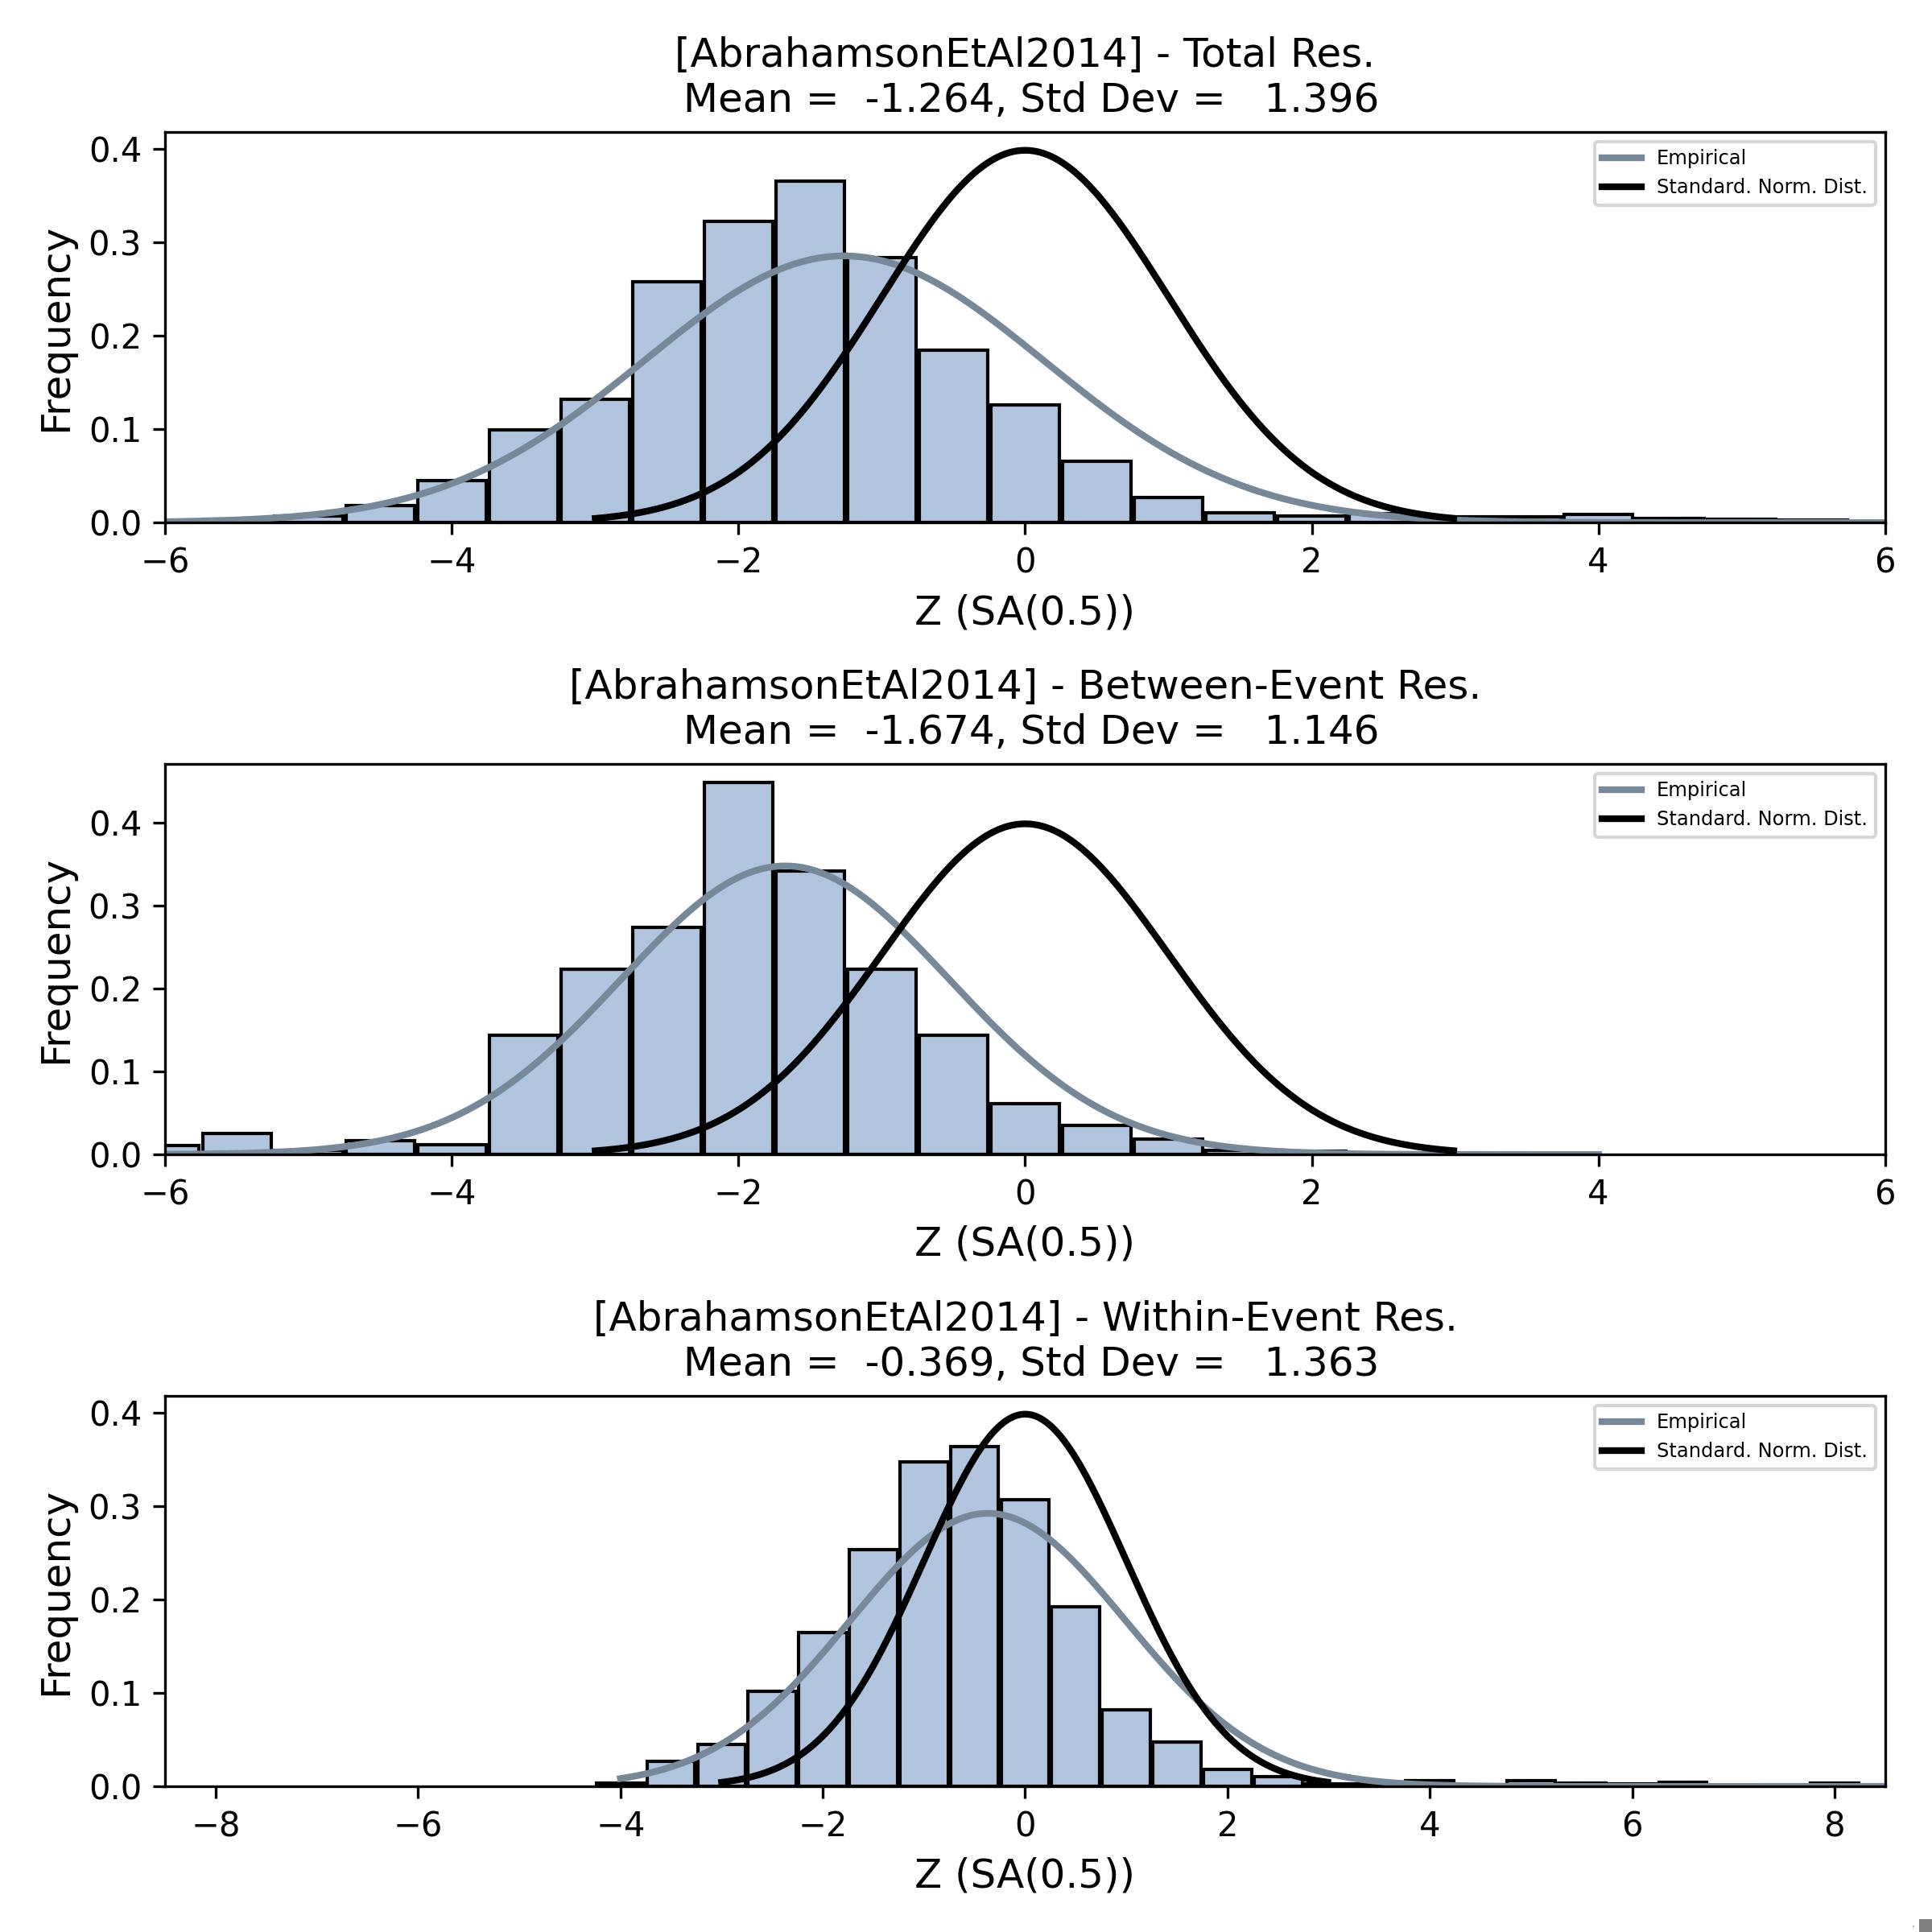 [AbrahamsonEtAl2014] - Total Res.
Mean =  -1.264, Std Dev =   1.396
Frequency
0.4
0.3
0.2
0.1
0.0
Empirical
Standard. Norm. Dist.
−6 −4 −2 0 2 4 6
Z (SA(0.5))
[AbrahamsonEtAl2014] - Between-Event Res.
Mean =  -1.674, Std Dev =   1.146
Frequency
0.4
0.3
0.2
0.1
0.0
Empirical
Standard. Norm. Dist.
−6 −4 −2 0 2 4 6
Z (SA(0.5))
[AbrahamsonEtAl2014] - Within-Event Res.
Mean =  -0.369, Std Dev =   1.363
Frequency
0.4
0.3
0.2
0.1
0.0
Empirical
Standard. Norm. Dist.
−8 −6 −4 −2 0 2 4 6 8
Z (SA(0.5))